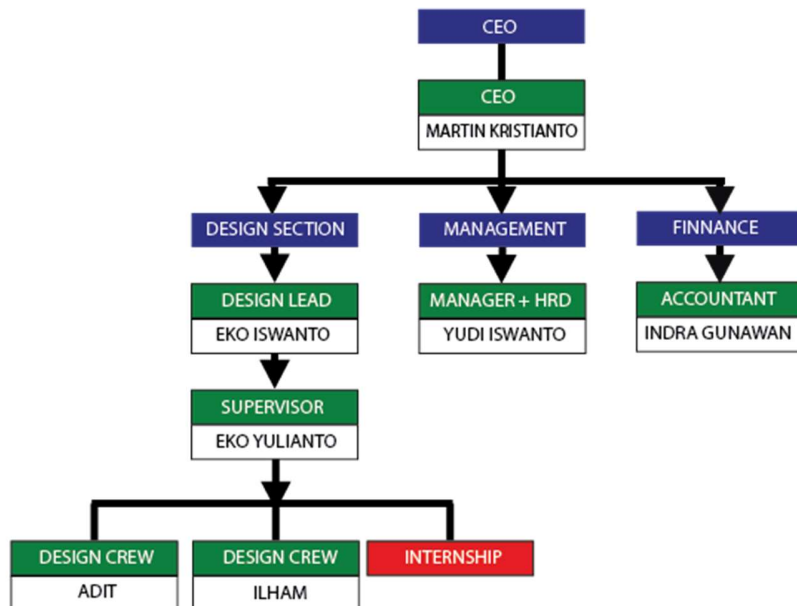 CEO
CEO
MARTIN KRISTIANTO
DESIGN SECTION
MANAGEMENT
FINNANCE
DESIGN LEAD
EKO ISWANTO
MANAGER + HRD
YUDI ISWANTO
ACCOUNTANT
INDRA GUNAWAN
SUPERVISOR
EKO YULIANTO
DESIGN CREW
ADIT
DESIGN CREW
ILHAM
INTERNSHIP